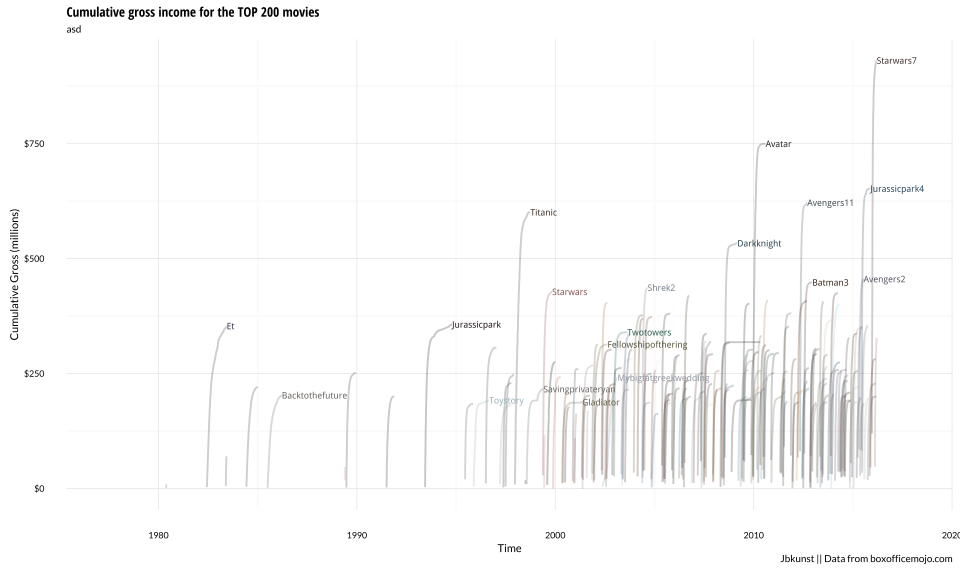 Cumulative gross income for the TOP 200 movies
asd
Starwars7
$750
Avatar
Jurassicpark4
Avengers11
Titanic
Cumulative Gross (millions)
$500
Darkknight
Avengers2
Batman3
Shrek2
Starwars
Et
Jurassicpark
Twotowers
Fellowshipofthering
$250
Mybigfatgreekwedding
Savingprivateryan
Backtothefuture
Toystory
Gladiator
$0
1980
1990
2000
2010
2020
Time
Jbkunst || Data from boxofficemojo.com